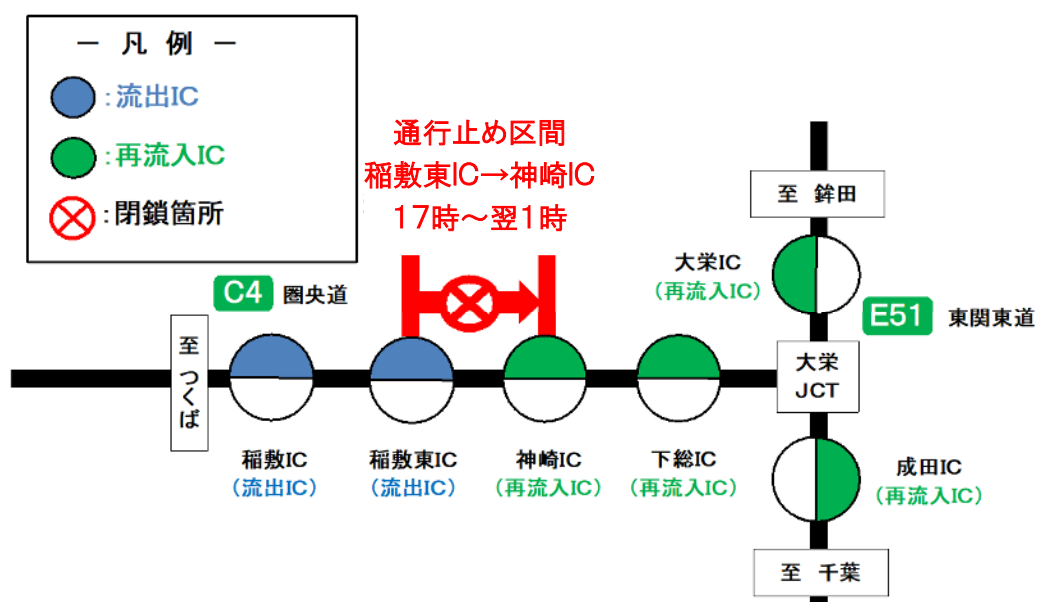 ― 凡 例 ―
:流出IC
:再流入IC
:閉鎖箇所
通行止め区間
稲敷東IC→神崎IC
17時～翌1時
至 鉾田
大栄IC
(再流入IC)
C4 圏央道
E51 東関東道
至 つくば
大栄
JCT
稲敷IC
(流出IC)
稲敷東IC
(流出IC)
神崎IC
(再流入IC)
下総IC
(再流入IC)
成田IC
(再流入IC)
至 千葉